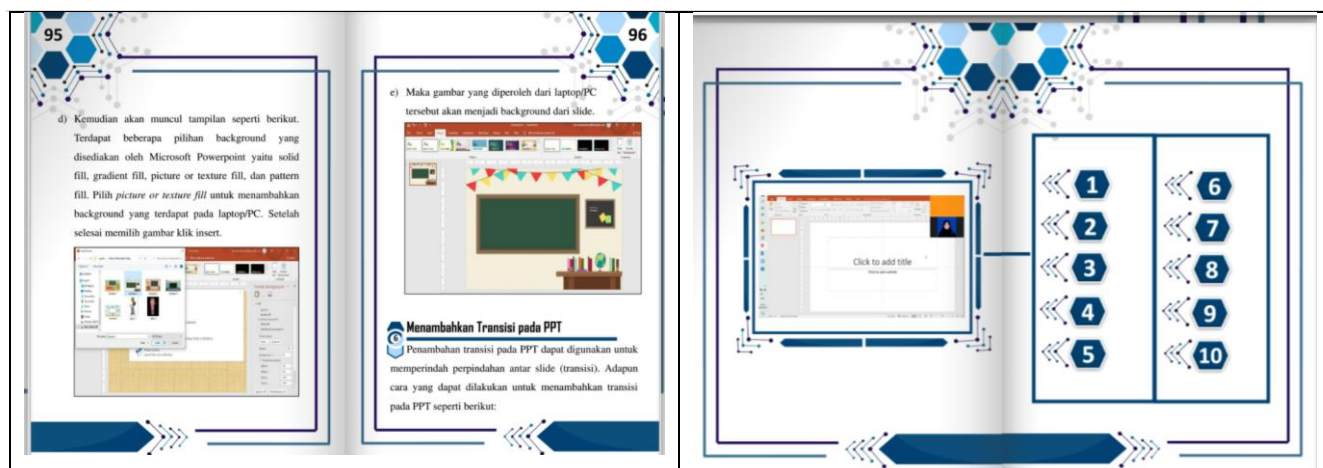 95
d) Kemudian akan muncul tampilan seperti berikut.
Terdapat beberapa pilihan background yang
disediakan oleh Microsoft Powerpoint yaitu solid
fill, gradient fill, picture or texture fill, dan pattern
fill. Pilih picture or texture fill untuk menambahkan
background yang terdapat pada laptop/PC. Setelah
selesai memilih gambar klik insert.
96
e) Maka gambar yang diperoleh dari laptop/PC
tersebut akan menjadi background dari slide.
6
Menambahkan Transisi pada PPT
Penambahan transisi pada PPT dapat digunakan untuk
memperindah perpindahan antar slide (transisi). Adapun
cara yang dapat dilakukan untuk menambahkan transisi
pada PPT seperti berikut:
Click to add title
Click to add subtitle
1
2
3
4
5
6
7
8
9
10